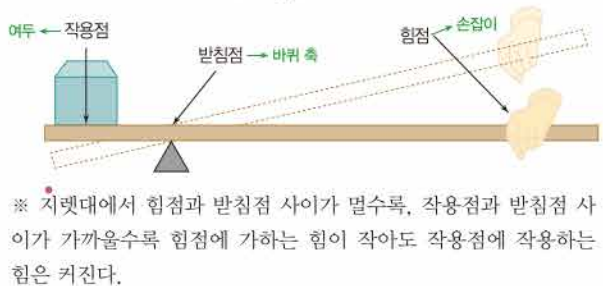 여두 ← 작용점
받침점 → 바퀴 축
힘점
손잡이
※ 지렛대에서 힘점과 받침점 사이가 멀수록, 작용점과 받침점 사
이가 가까울수록 힘점에 가하는 힘이 작아도 작용점에 작용하는
힘은 커진다.